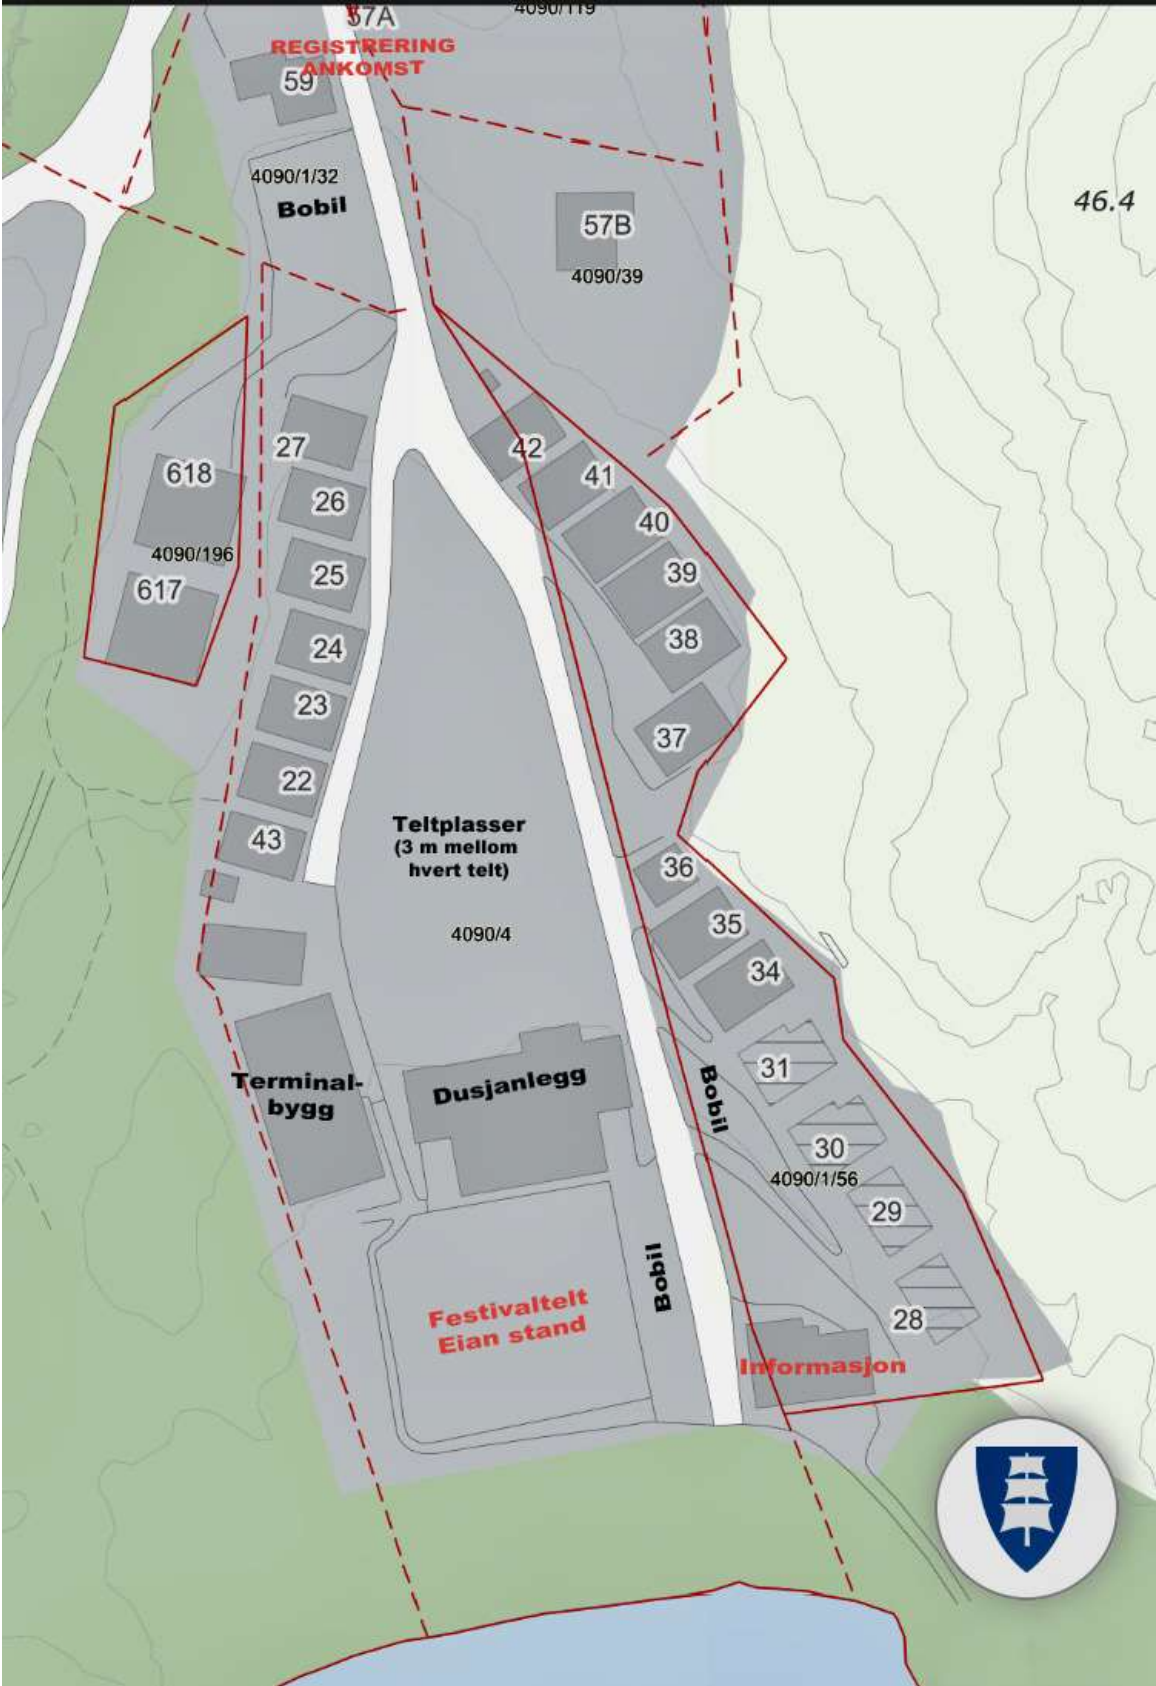 57A
4090/119
REGISTRERING
ANKOMST
59
4090/1/32
Bobil
46.4
57B
4090/39
27
42
618
41
26
40
4090/196
25
39
617
24
38
23
37
22
Teltplasser
(3 m mellom
hvert telt)
43
36
4090/4
35
34
31
Terminal-
bygg
Dusjanlegg
Bobil
30
4090/1/56
29
Bobil
Festivaltelt
Eian stand
28
Informasjon